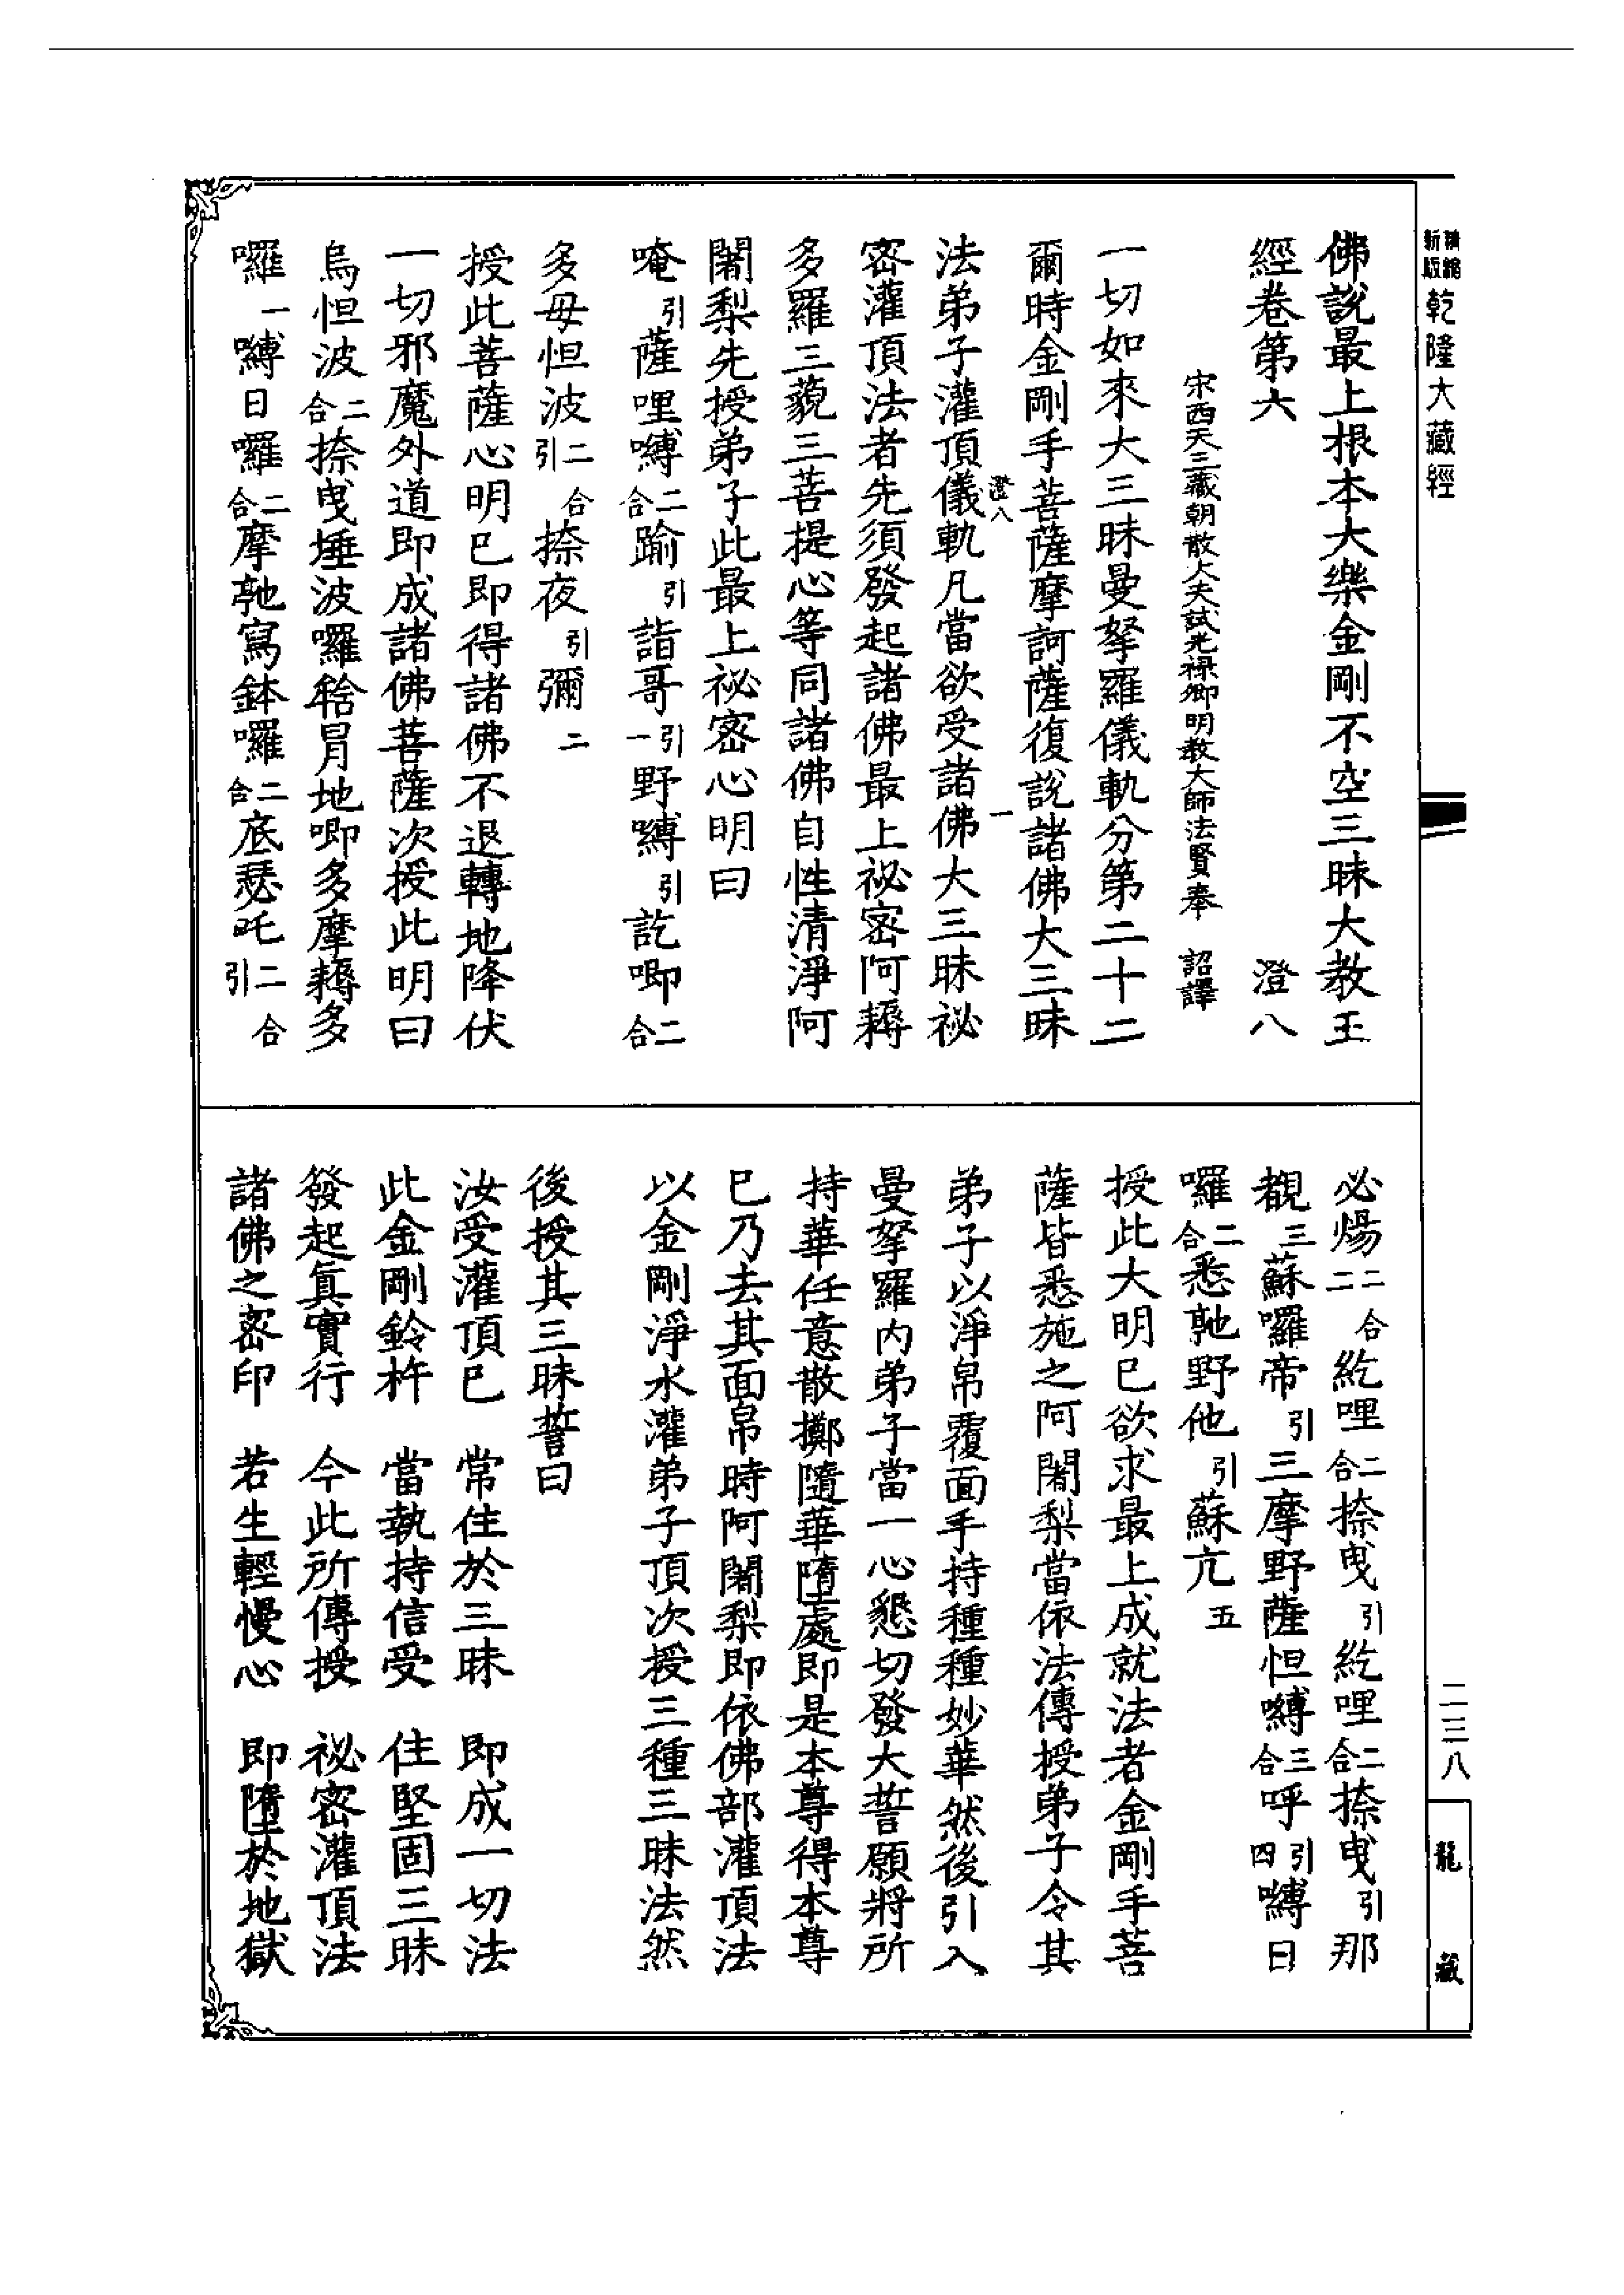 精縮新版
乾隆大藏經
佛說最上根本大樂金剛不空三昧大教王
經卷第六 澄八
宋西天三藏朝散大夫試光祿卿明教大師法賢奉 詔譯
一切如來大三昧曼拏羅儀軌分第二十二
爾時金剛手菩薩摩訶薩復說諸佛大三昧
澄八 一
法弟子灌頂儀軌凡當欲受諸佛大三昧祕
密灌頂法者先須發起諸佛最上祕密阿耨
多羅三藐三菩提心等同諸佛自性清淨阿
闍梨先授弟子此最上祕密心明曰
唵引薩哩嚩二合踰引詣哥引一野嚩引訖唧二合
多毋怛波二合引捺夜引彌二
授此菩薩心明已即得諸佛不退轉地降伏
一切邪魔外道即成諸佛菩薩次授此明曰
烏怛波二合捺曳埵波囉㮈冐地唧多摩耨多
囉一嚩日囉二合摩虢寫鉢囉二合底瑟吒二合引
必煬二合二紇哩二合捺曳引紇哩二合捺曳引那
覩三蘇囉帝引三摩野薩怛嚩三合呼引四嚩日
囉二合悉虢野他引蘇亢五
授此大明已欲求最上成就法者金剛手菩
薩皆悉施之阿闍梨當依法傳授弟子令其
弟子以淨帛覆面手持種種妙華然後引入
曼拏羅內弟子當一心懇切發大誓願將所
持華任意散擲隨華墮處即是本尊得本尊
已乃去其面帛時阿闍梨即依佛部灌頂法
以金剛淨水灌弟子頂次授三種三昧法然
後授其三昧誓曰
汝受灌頂已 常住於三昧 即成一切法
此金剛鈴杵 當執持信受 住堅固三昧
發起真實行 今此所傳授 祕密灌頂法
諸佛之密印 若生輕慢心 即墮於地獄
二三八
龍藏